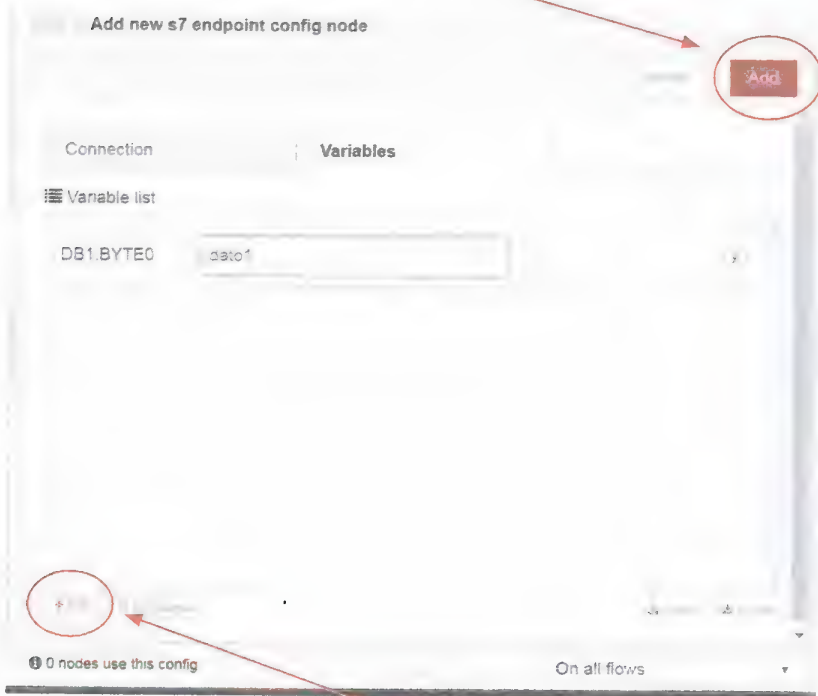 Add new s7 endpoint config node
Add
Connection
Variables
Variable list
DB1.BYTE0
dato1
0 nodes use this config
On all flows